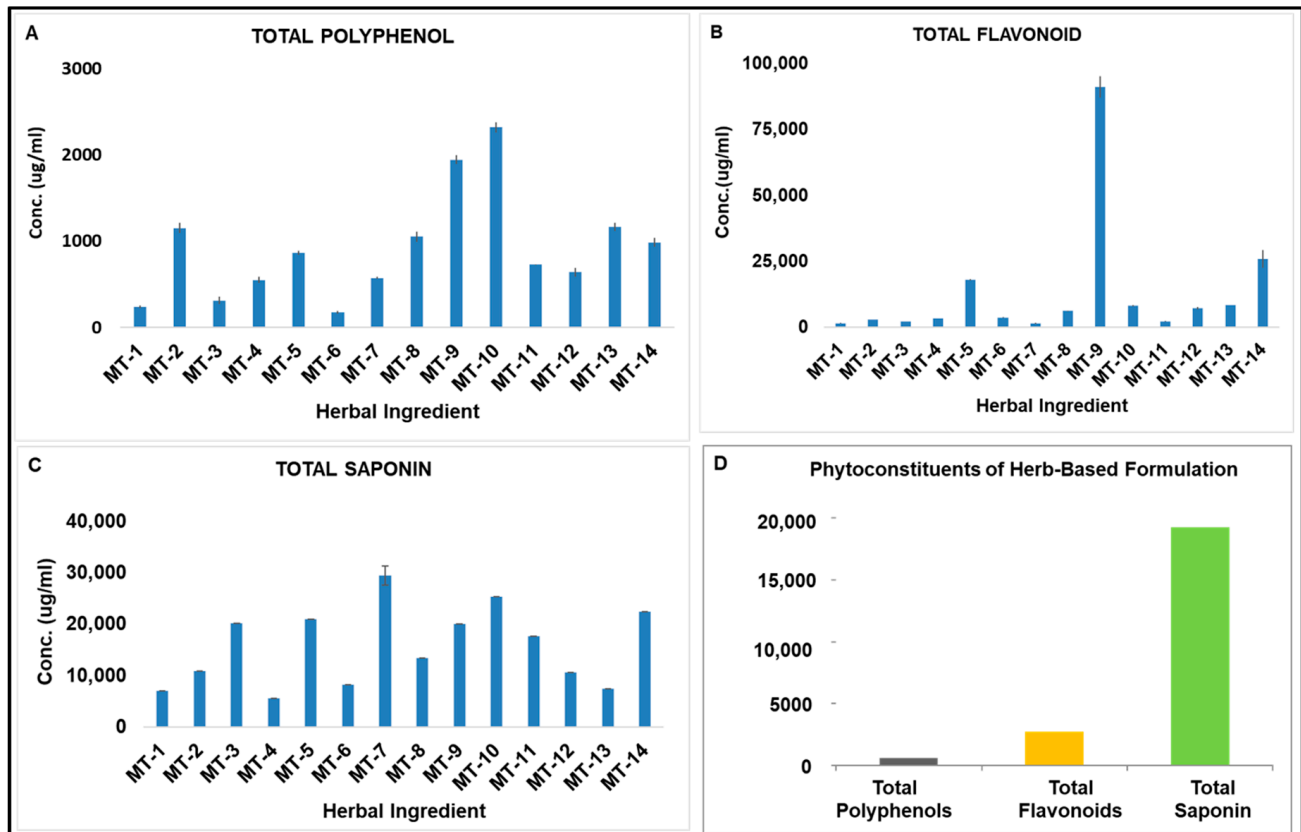 A
TOTAL POLYPHENOL
3000
2000
1000
0
Conc. (ug/ml)
MT-1
MT-2
MT-3
MT-4
MT-5
MT-6
MT-7
MT-8
MT-9
MT-10
MT-11
MT-12
MT-13
MT-14
Herbal Ingredient
B
TOTAL FLAVONOID
100,000
75,000
50,000
25,000
0
Conc.(ug/ml)
MT-1
MT-2
MT-3
MT-4
MT-5
MT-6
MT-7
MT-8
MT-9
MT-10
MT-11
MT-12
MT-13
MT-14
Herbal Ingredient
C
TOTAL SAPONIN
40,000
30,000
20,000
10,000
0
Conc. (ug/ml)
MT-1
MT-2
MT-3
MT-4
MT-5
MT-6
MT-7
MT-8
MT-9
MT-10
MT-11
MT-12
MT-13
MT-14
Herbal Ingredient
D
Phytoconstituents of Herb-Based Formulation
20,000
15,000
10,000
5000
0
Total
Polyphenols
Total
Flavonoids
Total
Saponin